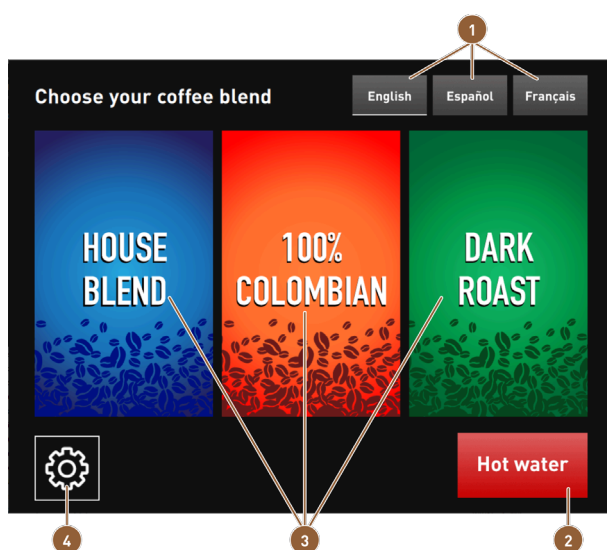 1
Choose your coffee blend
English
Español
Français
HOUSE
BLEND
100%
COLOMBIAN
DARK
ROAST
Hot water
4
3
2